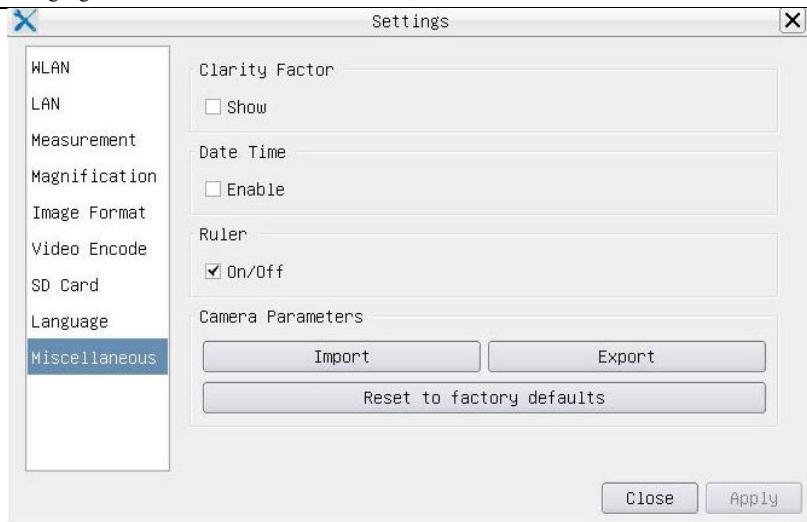 Settings
WLAN
LAN
Measurement
Magnification
Image Format
Video Encode
SD Card
Language
Miscellaneous
Clarity Factor
Show
Date Time
Enable
Ruler
On/Off
Camera Parameters
Import Export
Reset to factory defaults
Close Apply